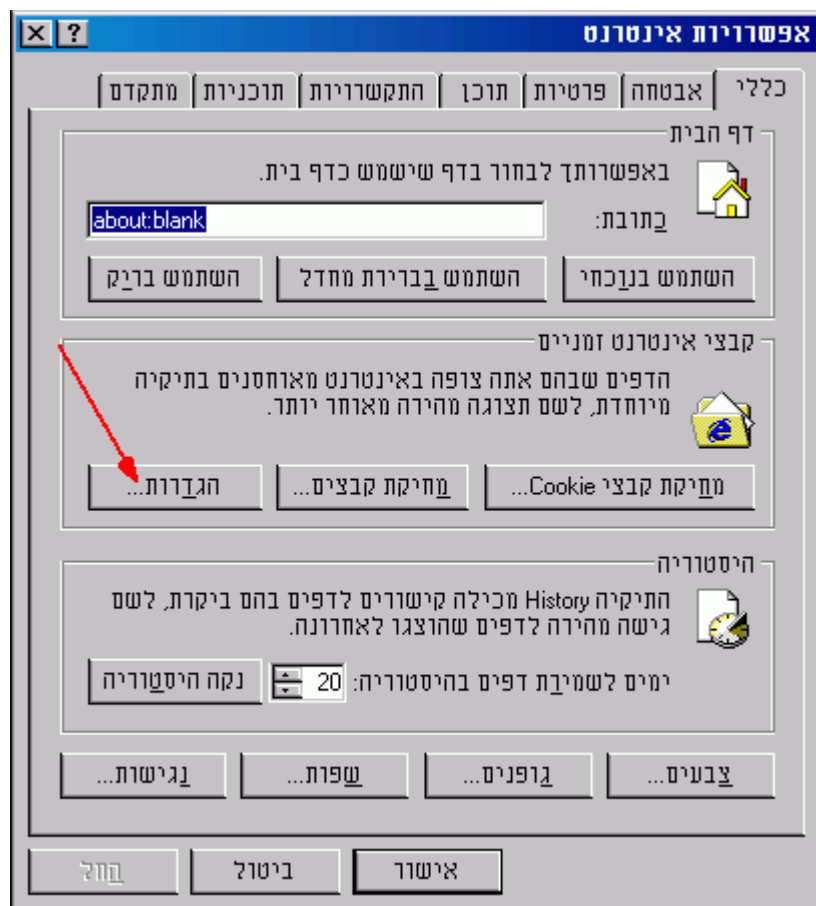 אפשרויות אינטרנט
כללי אבטחה פרטיות תוכן התקשרויות תוכניות מתקדם
דף הבית
באפשרותך לבחור בדף שישמש כדף בית.
כתובת: about:blank
השתמש בנוכחי השתמש בברירת מחדל השתמש בריק
קבצי אינטרנט זמניים
הדפים שבהם אתה צופה באינטרנט מאוחסנים בתיקיה
מיוחדת, לשם תצוגה מהירה מאוחר יותר.
מחיקת קבצי Cookie... מחיקת קבצים... הגדרות...
היסטוריה
התיקיה History מכילה קישורים לדפים בהם ביקרת, לשם
גישה מהירה לדפים שהוצגו לאחרונה.
ימים לשמירת דפים בהיסטוריה: 20 נקה היסטוריה
צבעים... גופנים... שפות... נגישות...
אישור ביטול החל